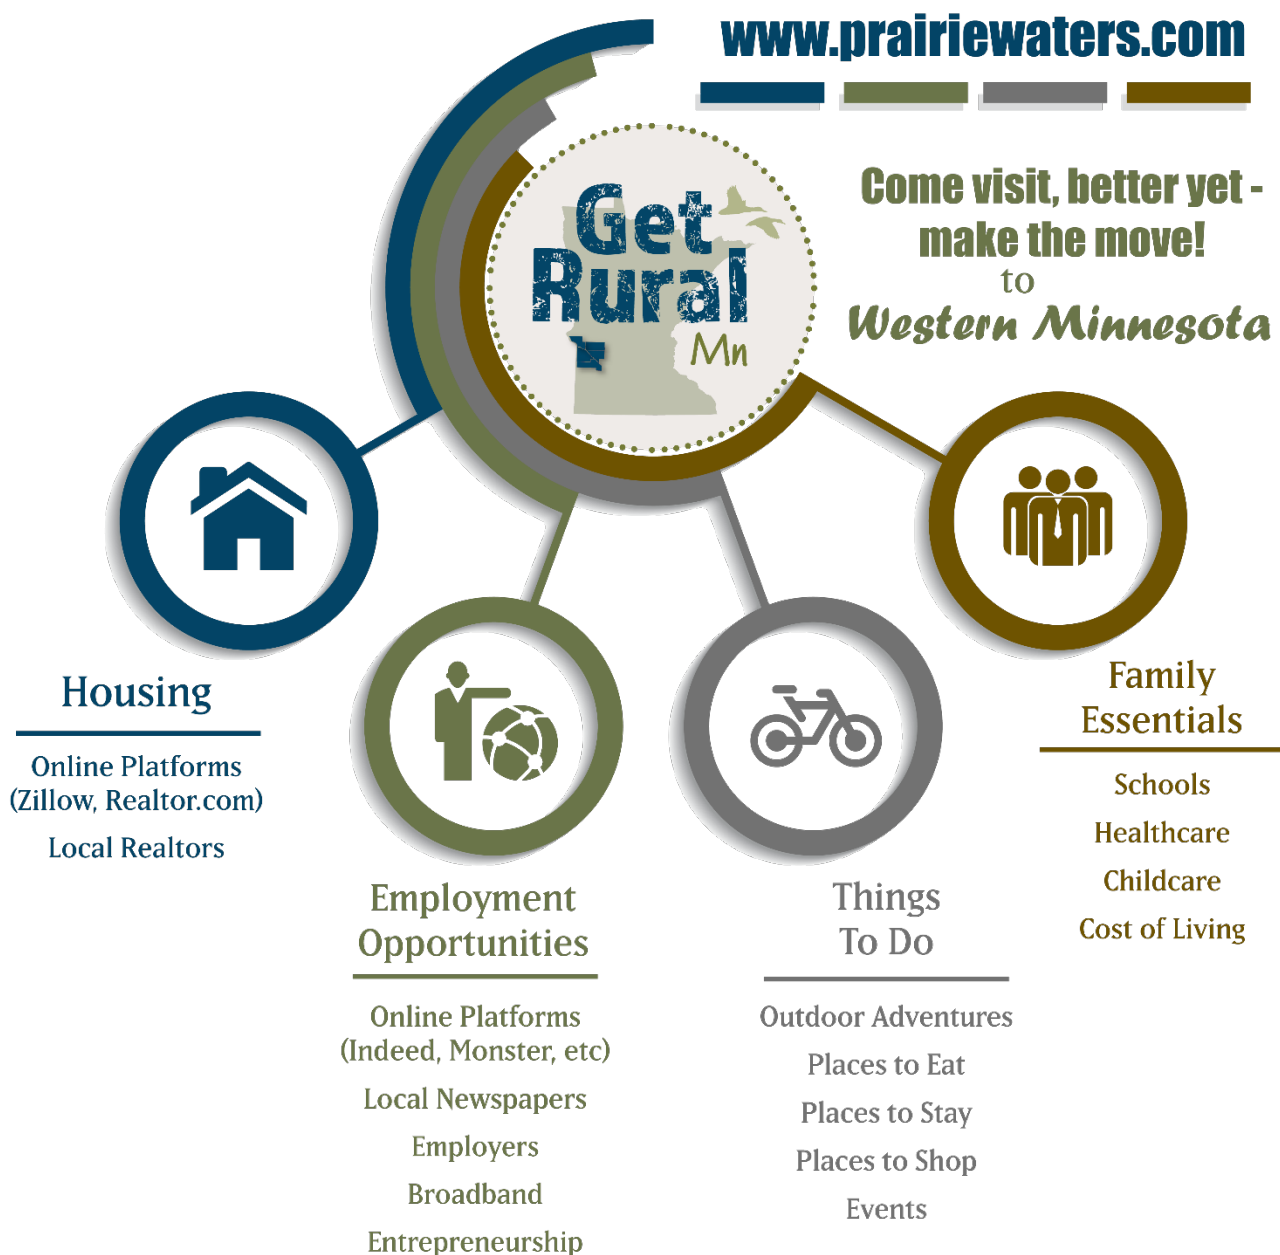 www.prairiewaters.com
Come visit, better yet -
make the move!
to
Western Minnesota
Get
Rural
Mn
Housing
Online Platforms
(Zillow, Realtor.com)
Local Realtors
Employment
Opportunities
Online Platforms
(Indeed, Monster, etc)
Local Newspapers
Employers
Broadband
Entrepreneurship
Things
To Do
Outdoor Adventures
Places to Eat
Places to Stay
Places to Shop
Events
Family
Essentials
Schools
Healthcare
Childcare
Cost of Living